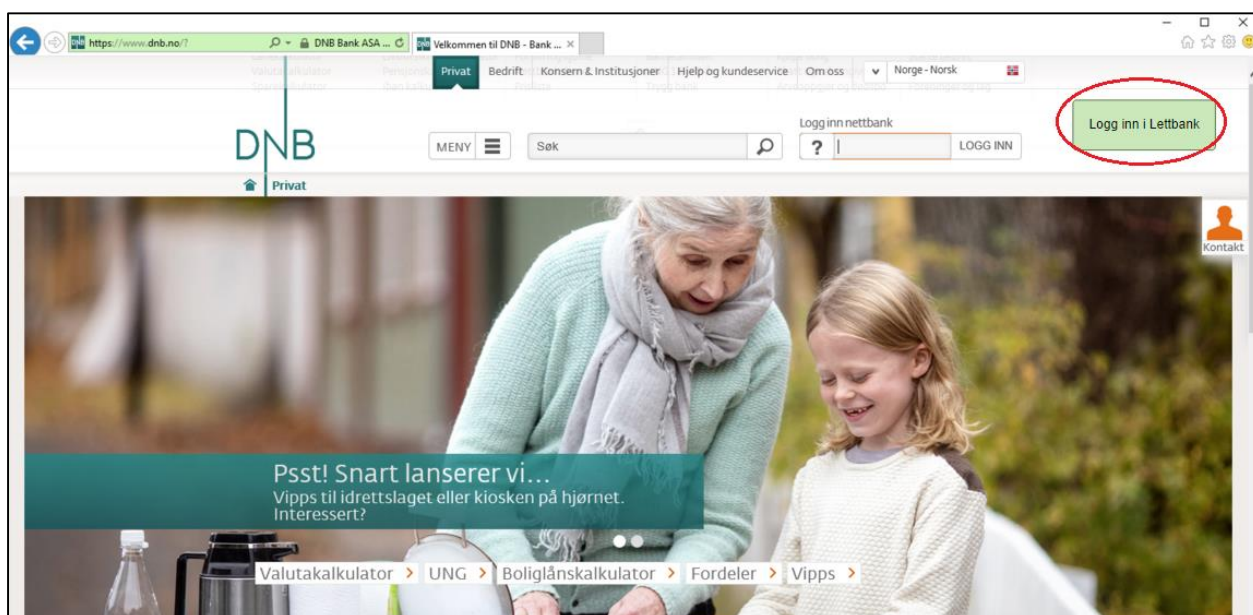 https://www.dnb.no/?
DNB Bank ASA ...
DNB Velkommen til DNB - Bank ...
Privat Bedrift Konsern & Institusjoner Hjelp og kundeservice Om oss Norge - Norsk
Logg inn nettbank
Logg inn i Lettbank
DNB
MENY
Søk
?
LOGG INN
Privat
Kontakt
Psst! Snart lanserer vi...
Vipps til idrettslaget eller kiosken på hjørnet.
Interessert?
Valutakalkulator > UNG > Boliglånskalkulator > Fordeler > Vipps >